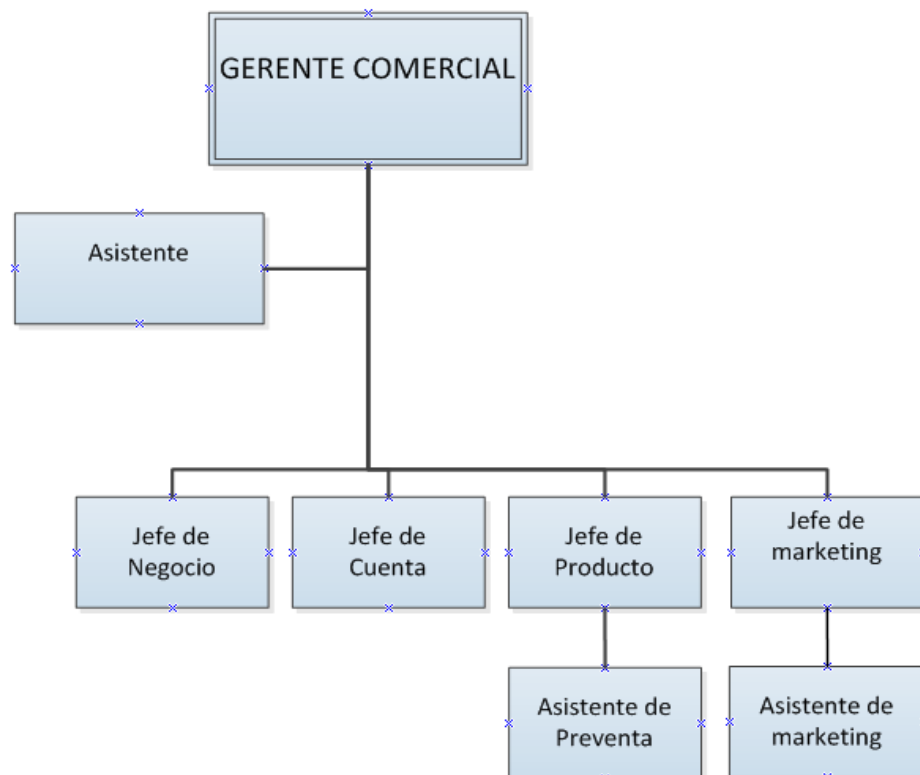 GERENTE COMERCIAL
Asistente
Jefe de
Negocio
Jefe de
Cuenta
Jefe de
Producto
Jefe de
marketing
Asistente de
Preventa
Asistente de
marketing